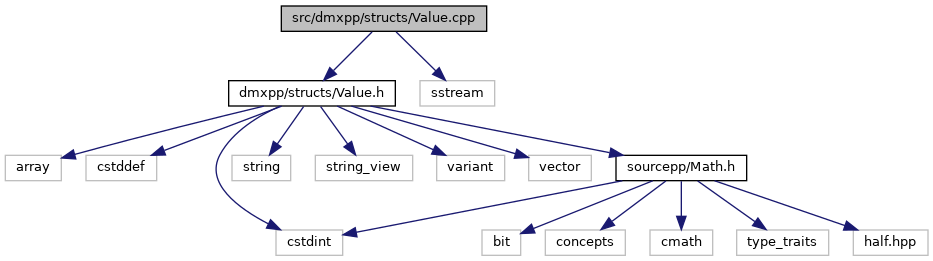 src/dmxpp/structs/Value.cpp
dmxpp/structs/Value.h
sstream
array
cstddef
string
string_view
variant
vector
sourcepp/Math.h
cstdint
bit
concepts
cmath
type_traits
half.hpp